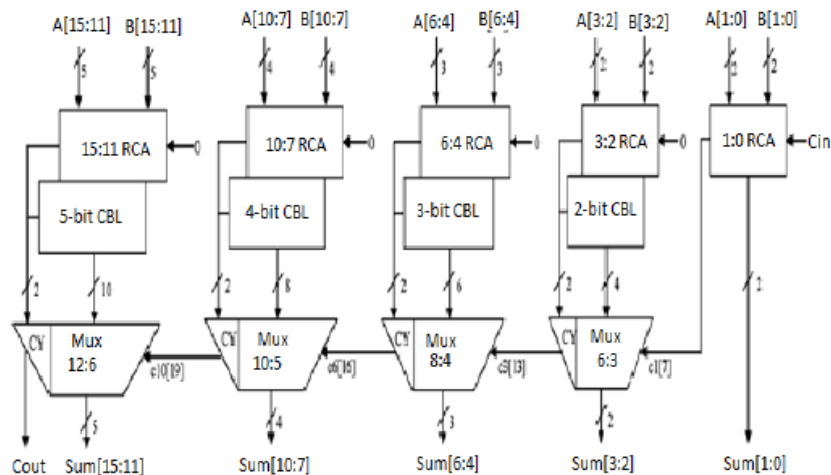 A[15:11] B[15:11] A[10:7] B[10:7] A[6:4] B[6:4] A[3:2] B[3:2] A[1:0] B[1:0]
5 5 4 4 3 3 2 2 2 2
15:11 RCA 0 10:7 RCA 0 6:4 RCA 0 3:2 RCA 0 1:0 RCA Cin
5-bit CBL 4-bit CBL 3-bit CBL 2-bit CBL
2 10 2 8 2 6 2 4 2
CY Mux CY Mux CY Mux CY Mux
12:6 10:5 8:4 6:3
c10[19] c6[16] c3[13] c1[7]
5 4 3 2
Cout Sum[15:11] Sum[10:7] Sum[6:4] Sum[3:2] Sum[1:0]